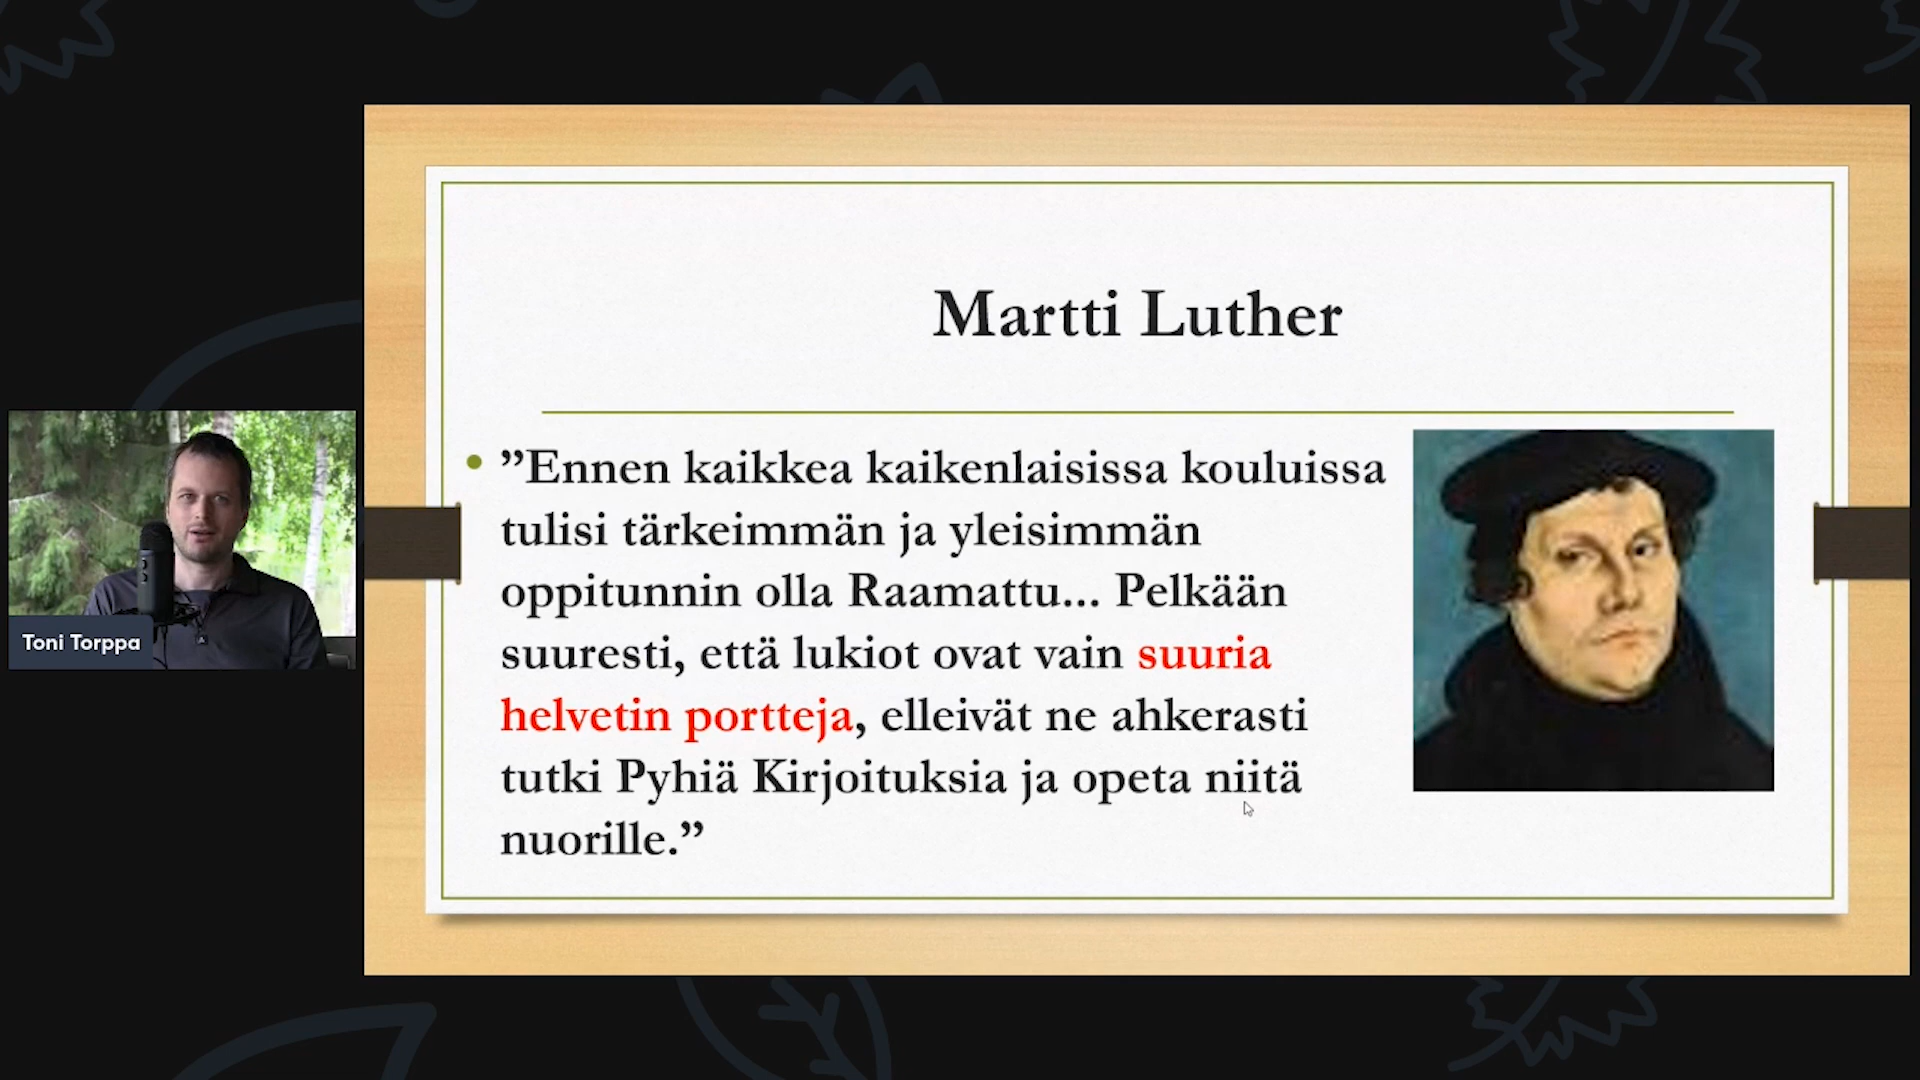 Martti Luther
”Ennen kaikkea kaikenlaisissa kouluissa
tulisi tärkeimmän ja yleisimmän
oppitunnin olla Raamattu... Pelkään
suuresti, että lukiot ovat vain suuria
helvetin portteja, elleivät ne ahkerasti
tutki Pyhiä Kirjoituksia ja opeta niitä
nuorille.”
Toni Torppa